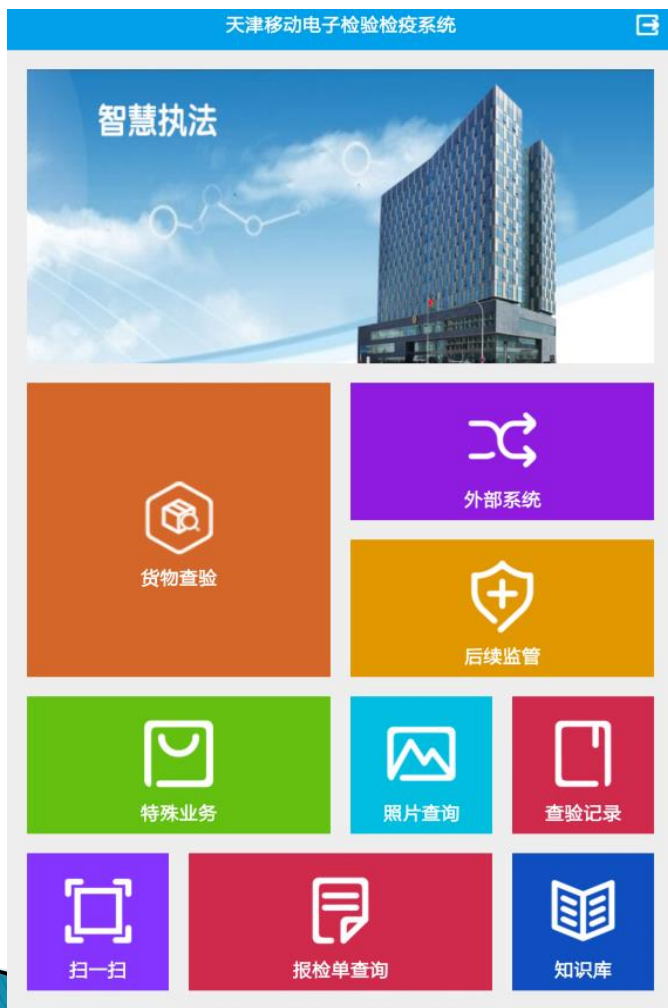 天津移动电子检验检疫系统
智慧执法
货物查验
外部系统
后续监管
特殊业务
照片查询
查验记录
扫一扫
报检单查询
知识库